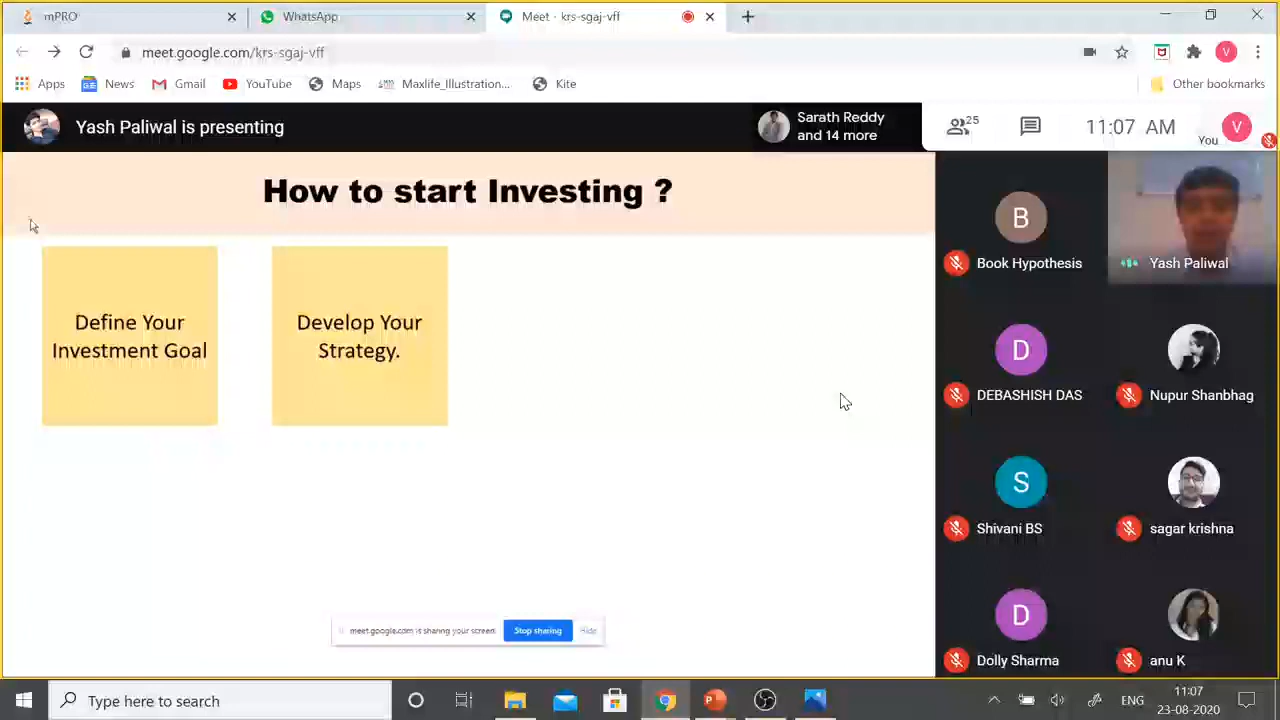 mPRO
WhatsApp
Meet - krs-sgaj-vff
meet.google.com/krs-sgaj-vff
V
Apps
News
Gmail
YouTube
Maps
Maxlife_Illustration...
Kite
Other bookmarks
Yash Paliwal is presenting
Sarath Reddy
and 14 more
25
11:07 AM
You
V
How to start Investing ?
Define Your
Investment Goal
Develop Your
Strategy.
B
Book Hypothesis
Yash Paliwal
D
DEBASHISH DAS
Nupur Shanbhag
S
Shivani BS
sagar krishna
D
Dolly Sharma
anu K
meet.google.com is sharing your screen.
Stop sharing
Hide
Type here to search
ENG
11:07
23-08-2020